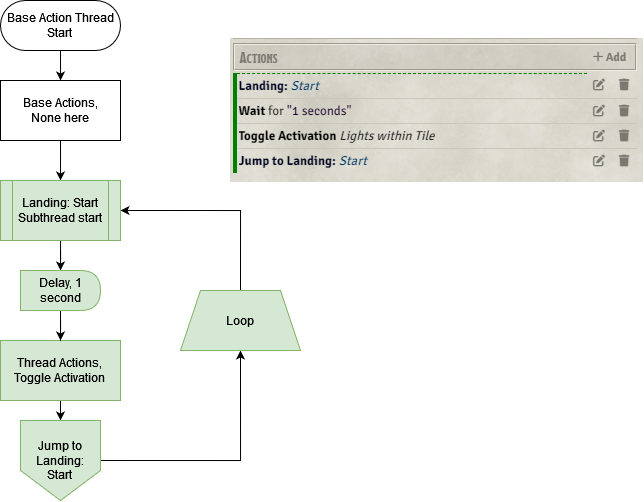 Base Action Thread
Start
Base Actions,
None here
Landing: Start
Subthread start
Delay, 1
second
Thread Actions,
Toggle Activation
Jump to
Landing:
Start
Loop
Actions
+ Add
Landing: Start
Wait for "1 seconds"
Toggle Activation Lights within Tile
Jump to Landing: Start